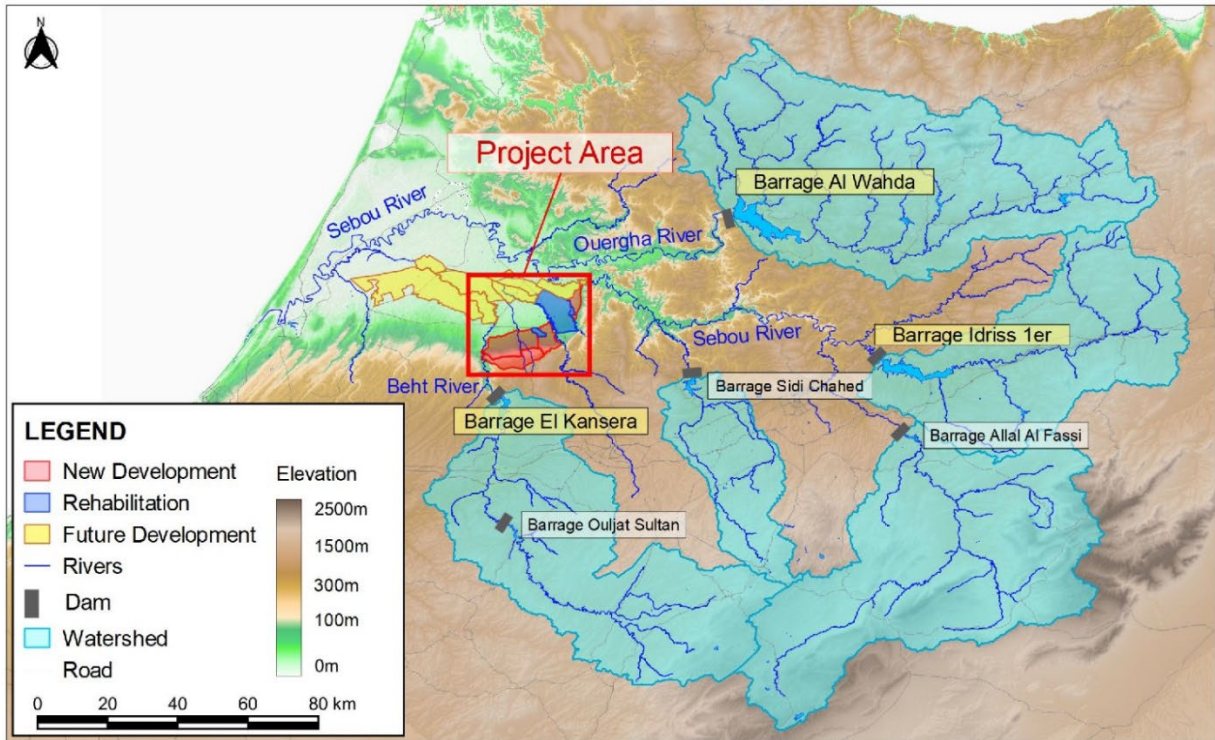 N
Project Area
Barrage Al Wahda
Sebou River
Ouergha River
Sebou River
Barrage Idriss 1er
Beht River
Barrage Sidi Chahed
Barrage El Kansera
Barrage Allal Al Fassi
Barrage Ouljat Sultan
LEGEND
New Development
Rehabilitation
Future Development
Rivers
Dam
Watershed
Road
Elevation
2500m
1500m
300m
100m
0m
0 20 40 60 80 km